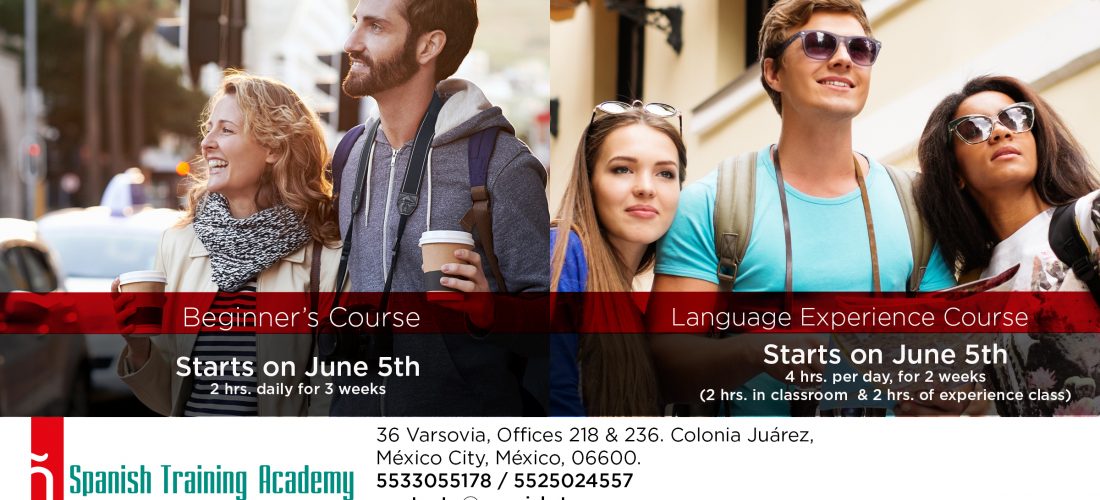 Beginner's Course
Starts on June 5th
2 hrs. daily for 3 weeks
Language Experience Course
Starts on June 5th
4 hrs. per day, for 2 weeks
(2 hrs. in classroom & 2 hrs. of experience class)
ñ
Spanish Training Academy
36 Varsovia, Offices 218 & 236. Colonia Juárez,
México City, México, 06600.
5533055178 / 5525024557